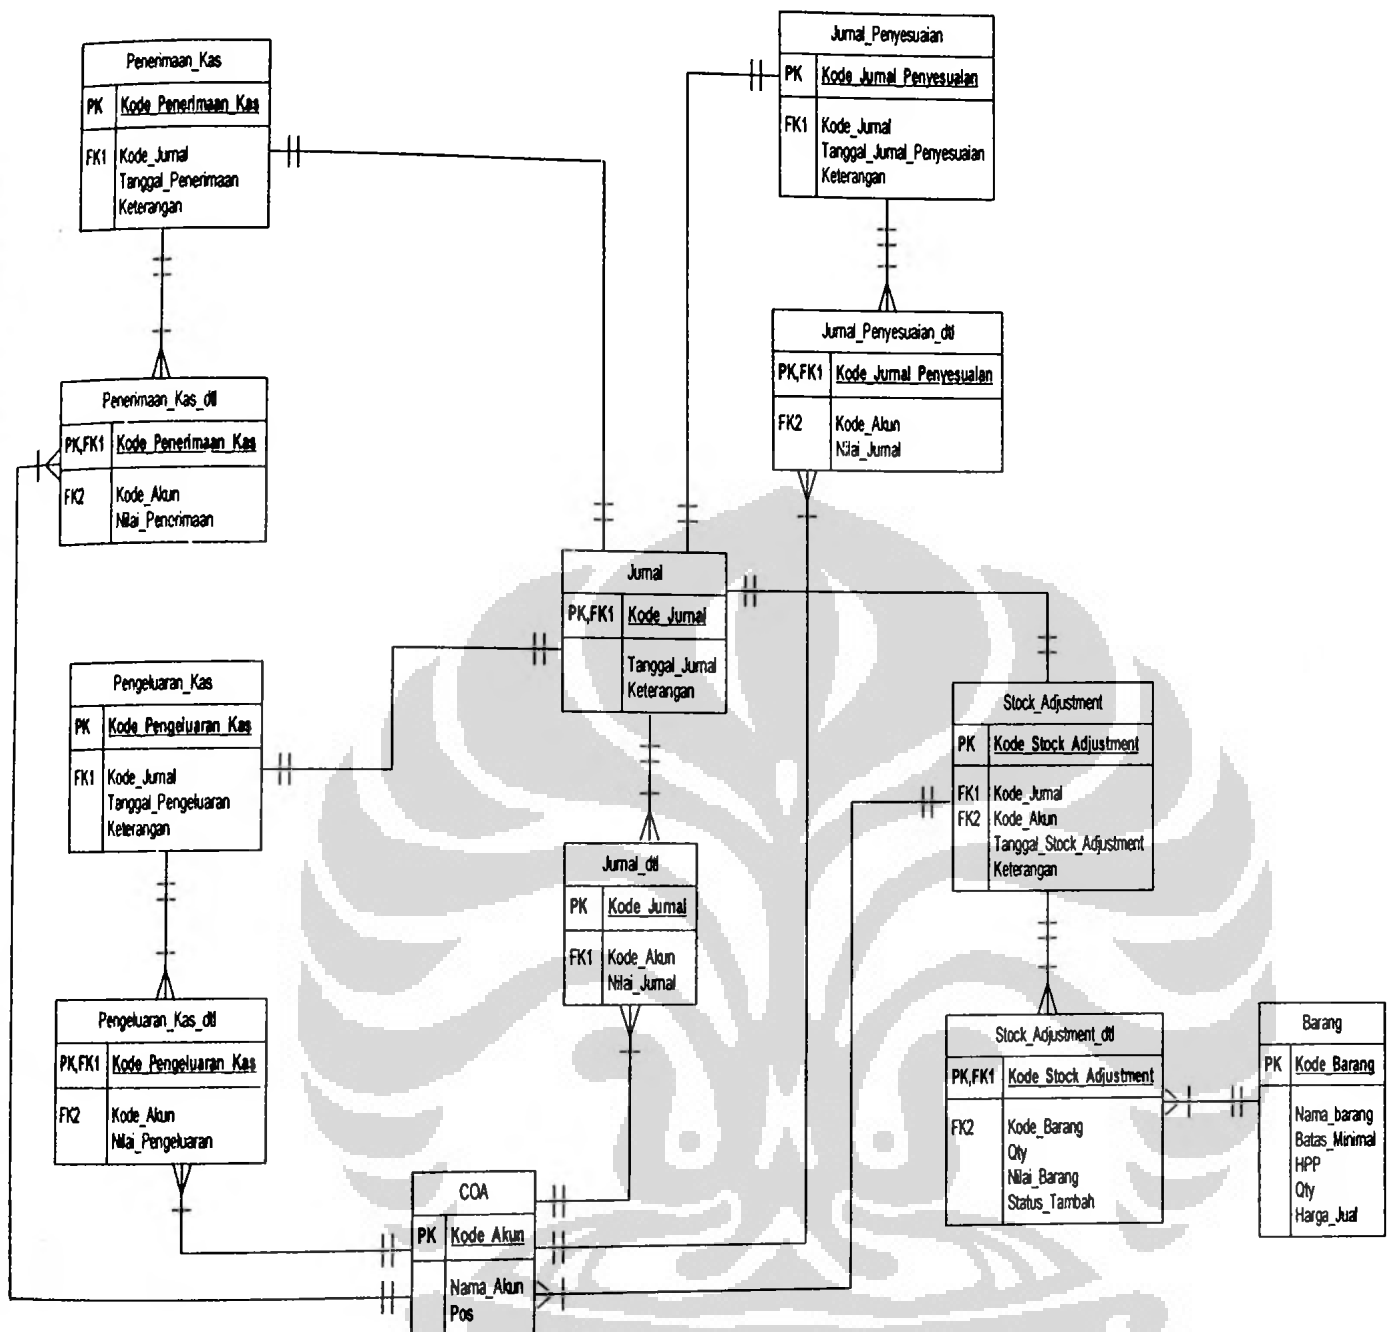 Penerimaan_Kas
PK Kode_Penerimaan_Kas
FK1 Kode_Jurnal
Tanggal_Penerimaan
Keterangan
Jurnal_Penyesuaian
PK Kode_Jurnal_Penyesuaian
FK1 Kode_Jurnal
Tanggal_Jurnal_Penyesuaian
Keterangan
Penerimaan_Kas_dtl
PK,FK1 Kode_Penerimaan_Kas
FK2 Kode_Akun
Nilai_Penerimaan
Jurnal_Penyesuaian_dtl
PK,FK1 Kode_Jurnal_Penyesuaian
FK2 Kode_Akun
Nilai_Jurnal
Jurnal
PK,FK1 Kode_Jurnal
Tanggal_Jurnal
Keterangan
Pengeluaran_Kas
PK Kode_Pengeluaran_Kas
FK1 Kode_Jurnal
Tanggal_Pengeluaran
Keterangan
Stock_Adjustment
PK Kode_Stock_Adjustment
FK1 Kode_Jurnal
FK2 Kode_Akun
Tanggal_Stock_Adjustment
Keterangan
Jurnal_dtl
PK Kode_Jurnal
FK1 Kode_Akun
Nilai_Jurnal
Pengeluaran_Kas_dtl
PK,FK1 Kode_Pengeluaran_Kas
FK2 Kode_Akun
Nilai_Pengeluaran
Stock_Adjustment_dtl
PK,FK1 Kode_Stock_Adjustment
FK2 Kode_Barang
Qty
Nilai_Barang
Status_Tambah
Barang
PK Kode_Barang
Nama_barang
Batas_Minimal
HPP
Qty
Harga_Jual
COA
PK Kode_Akun
Nama_Akun
Pos